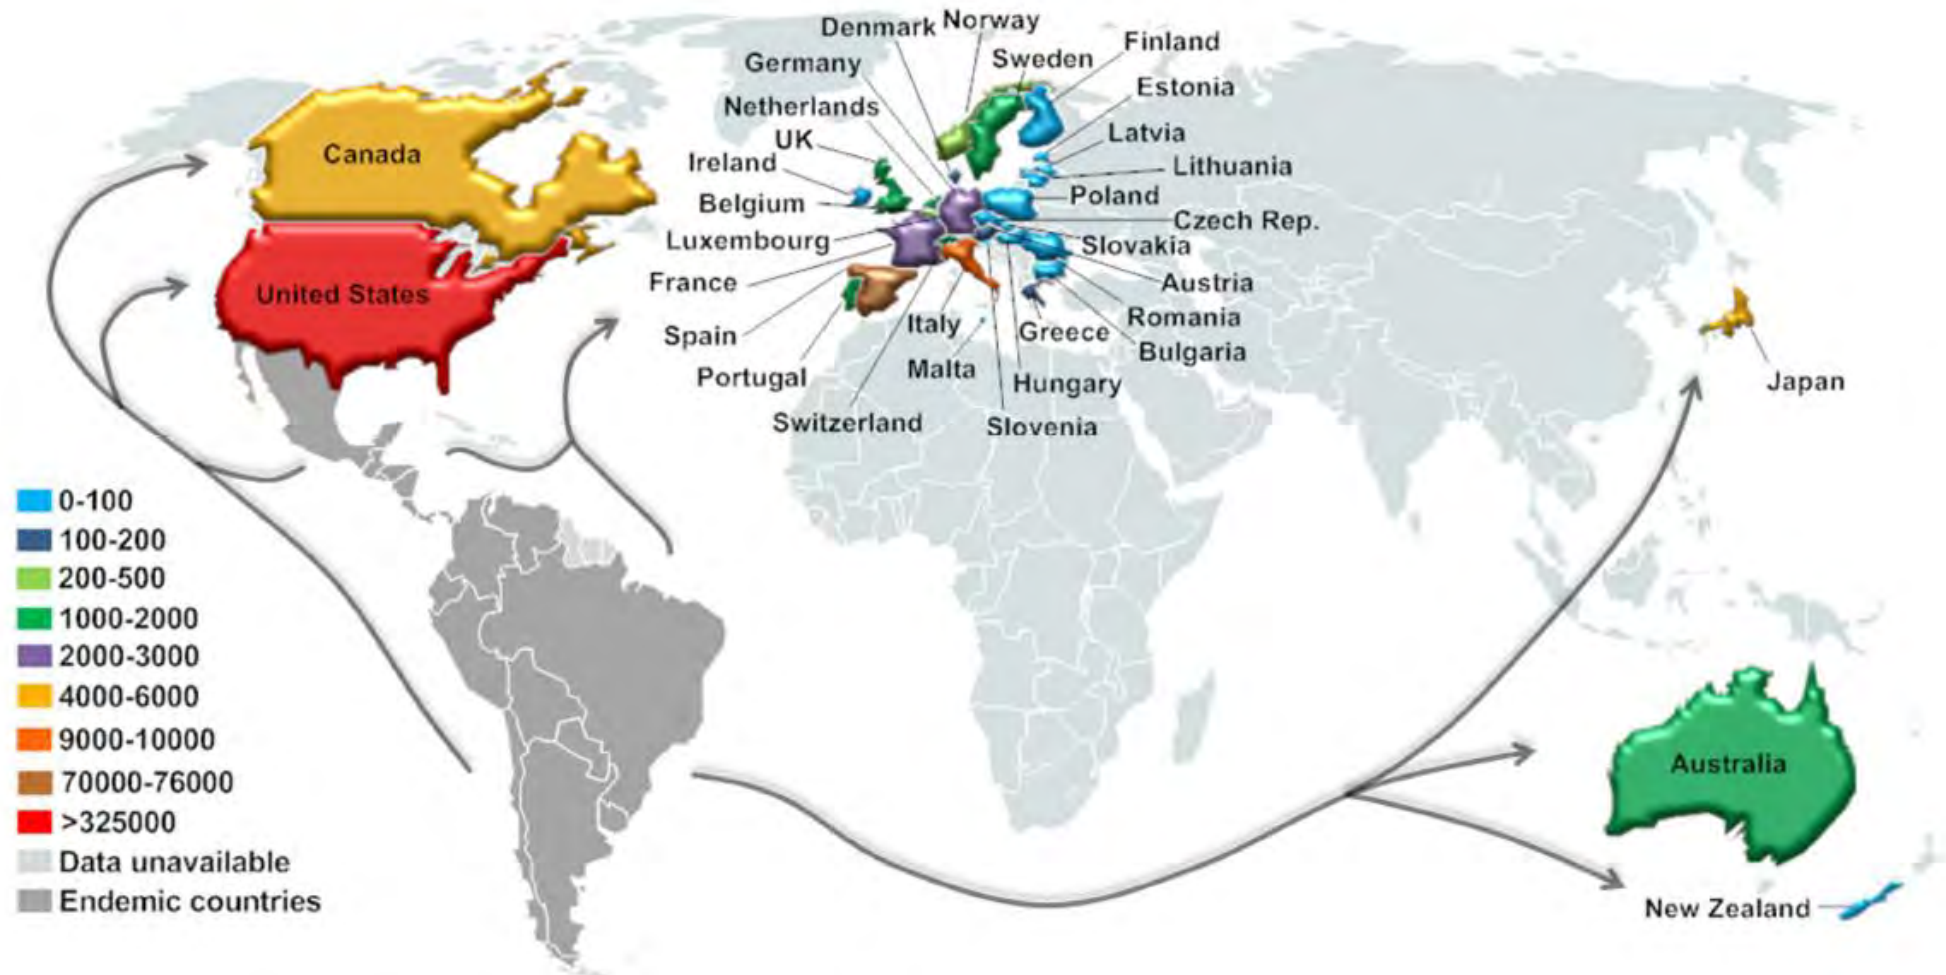 Denmark
Norway
Finland
Germany
Sweden
Estonia
Netherlands
UK
Latvia
Ireland
Lithuania
Canada
Belgium
Poland
Czech Rep.
Luxembourg
Slovakia
France
Austria
United States
Spain
Italy
Greece
Romania
Bulgaria
Portugal
Malta
Hungary
Japan
Switzerland
Slovenia
0-100
100-200
200-500
1000-2000
2000-3000
4000-6000
9000-10000
70000-76000
>325000
Data unavailable
Endemic countries
Australia
New Zealand